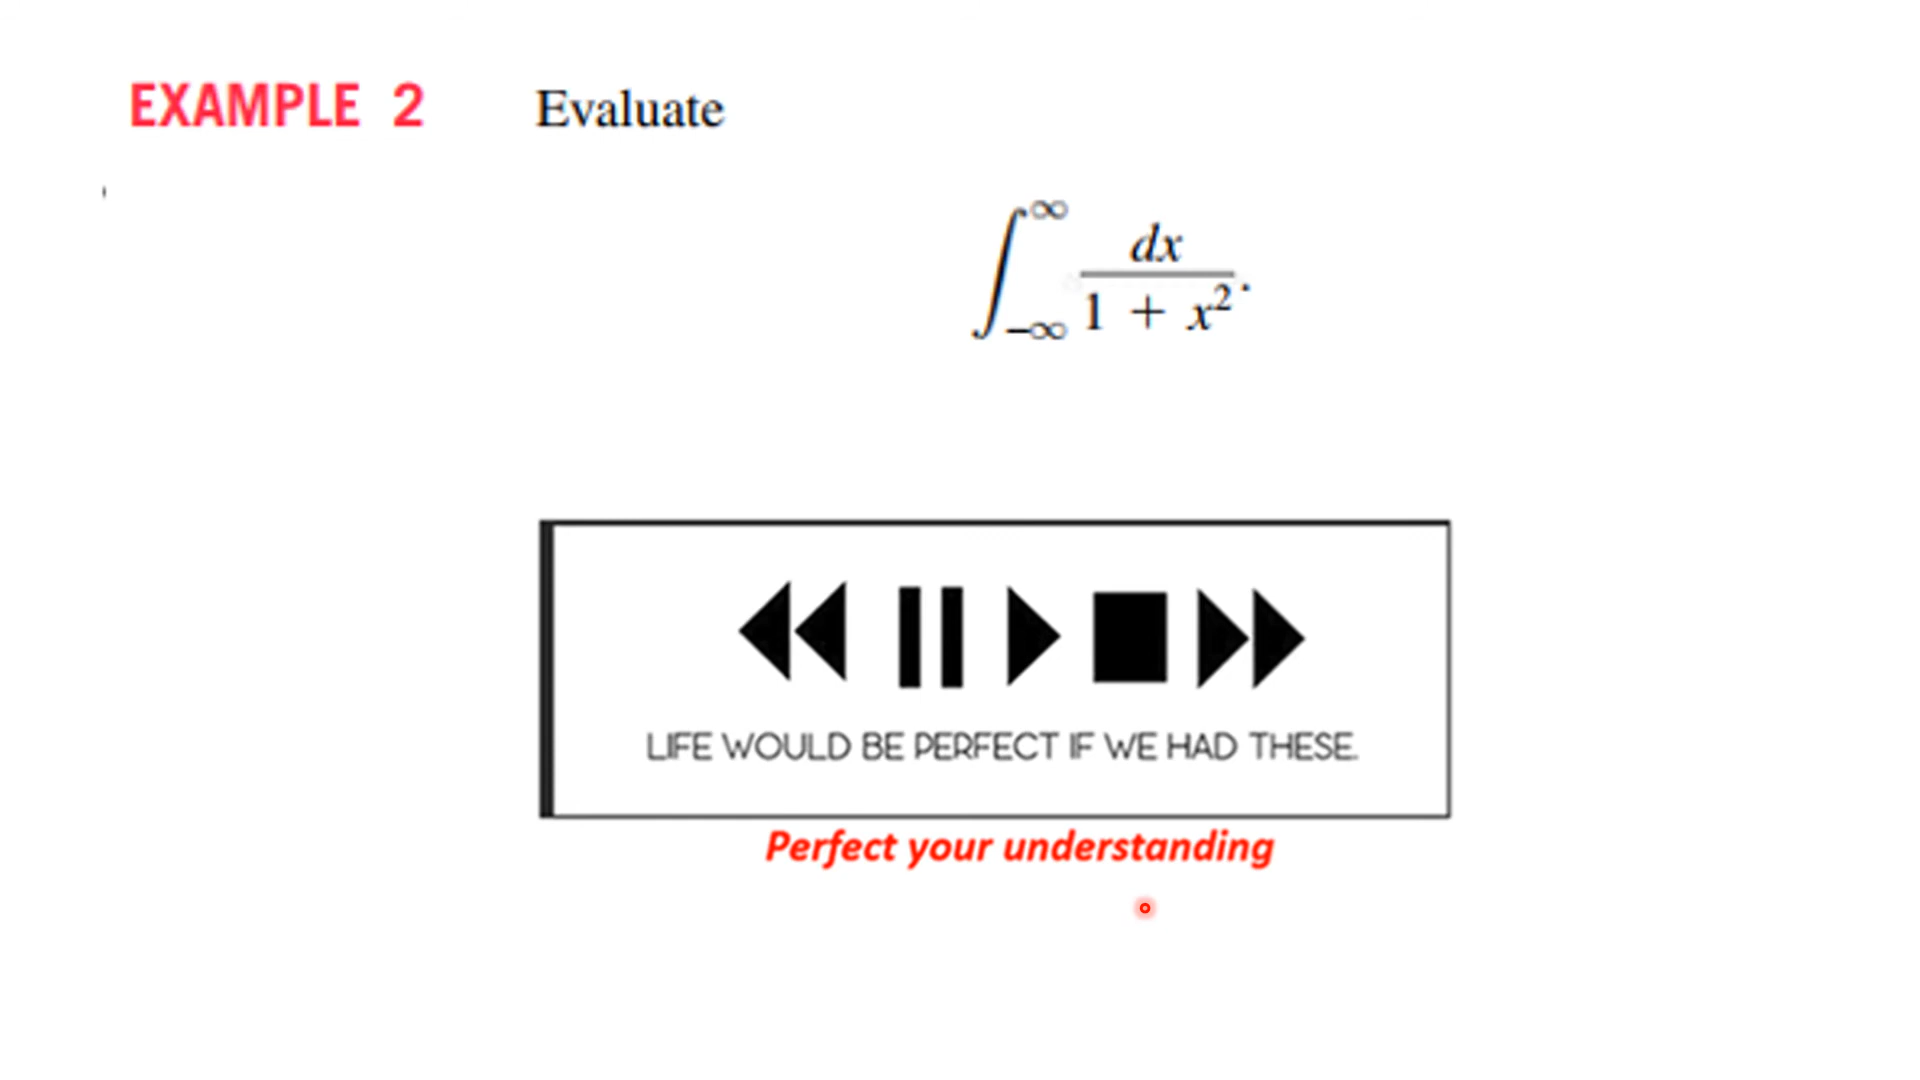 EXAMPLE 2 Evaluate
∫_{-∞}^{∞} dx / (1 + x²).
LIFE WOULD BE PERFECT IF WE HAD THESE.
Perfect your understanding